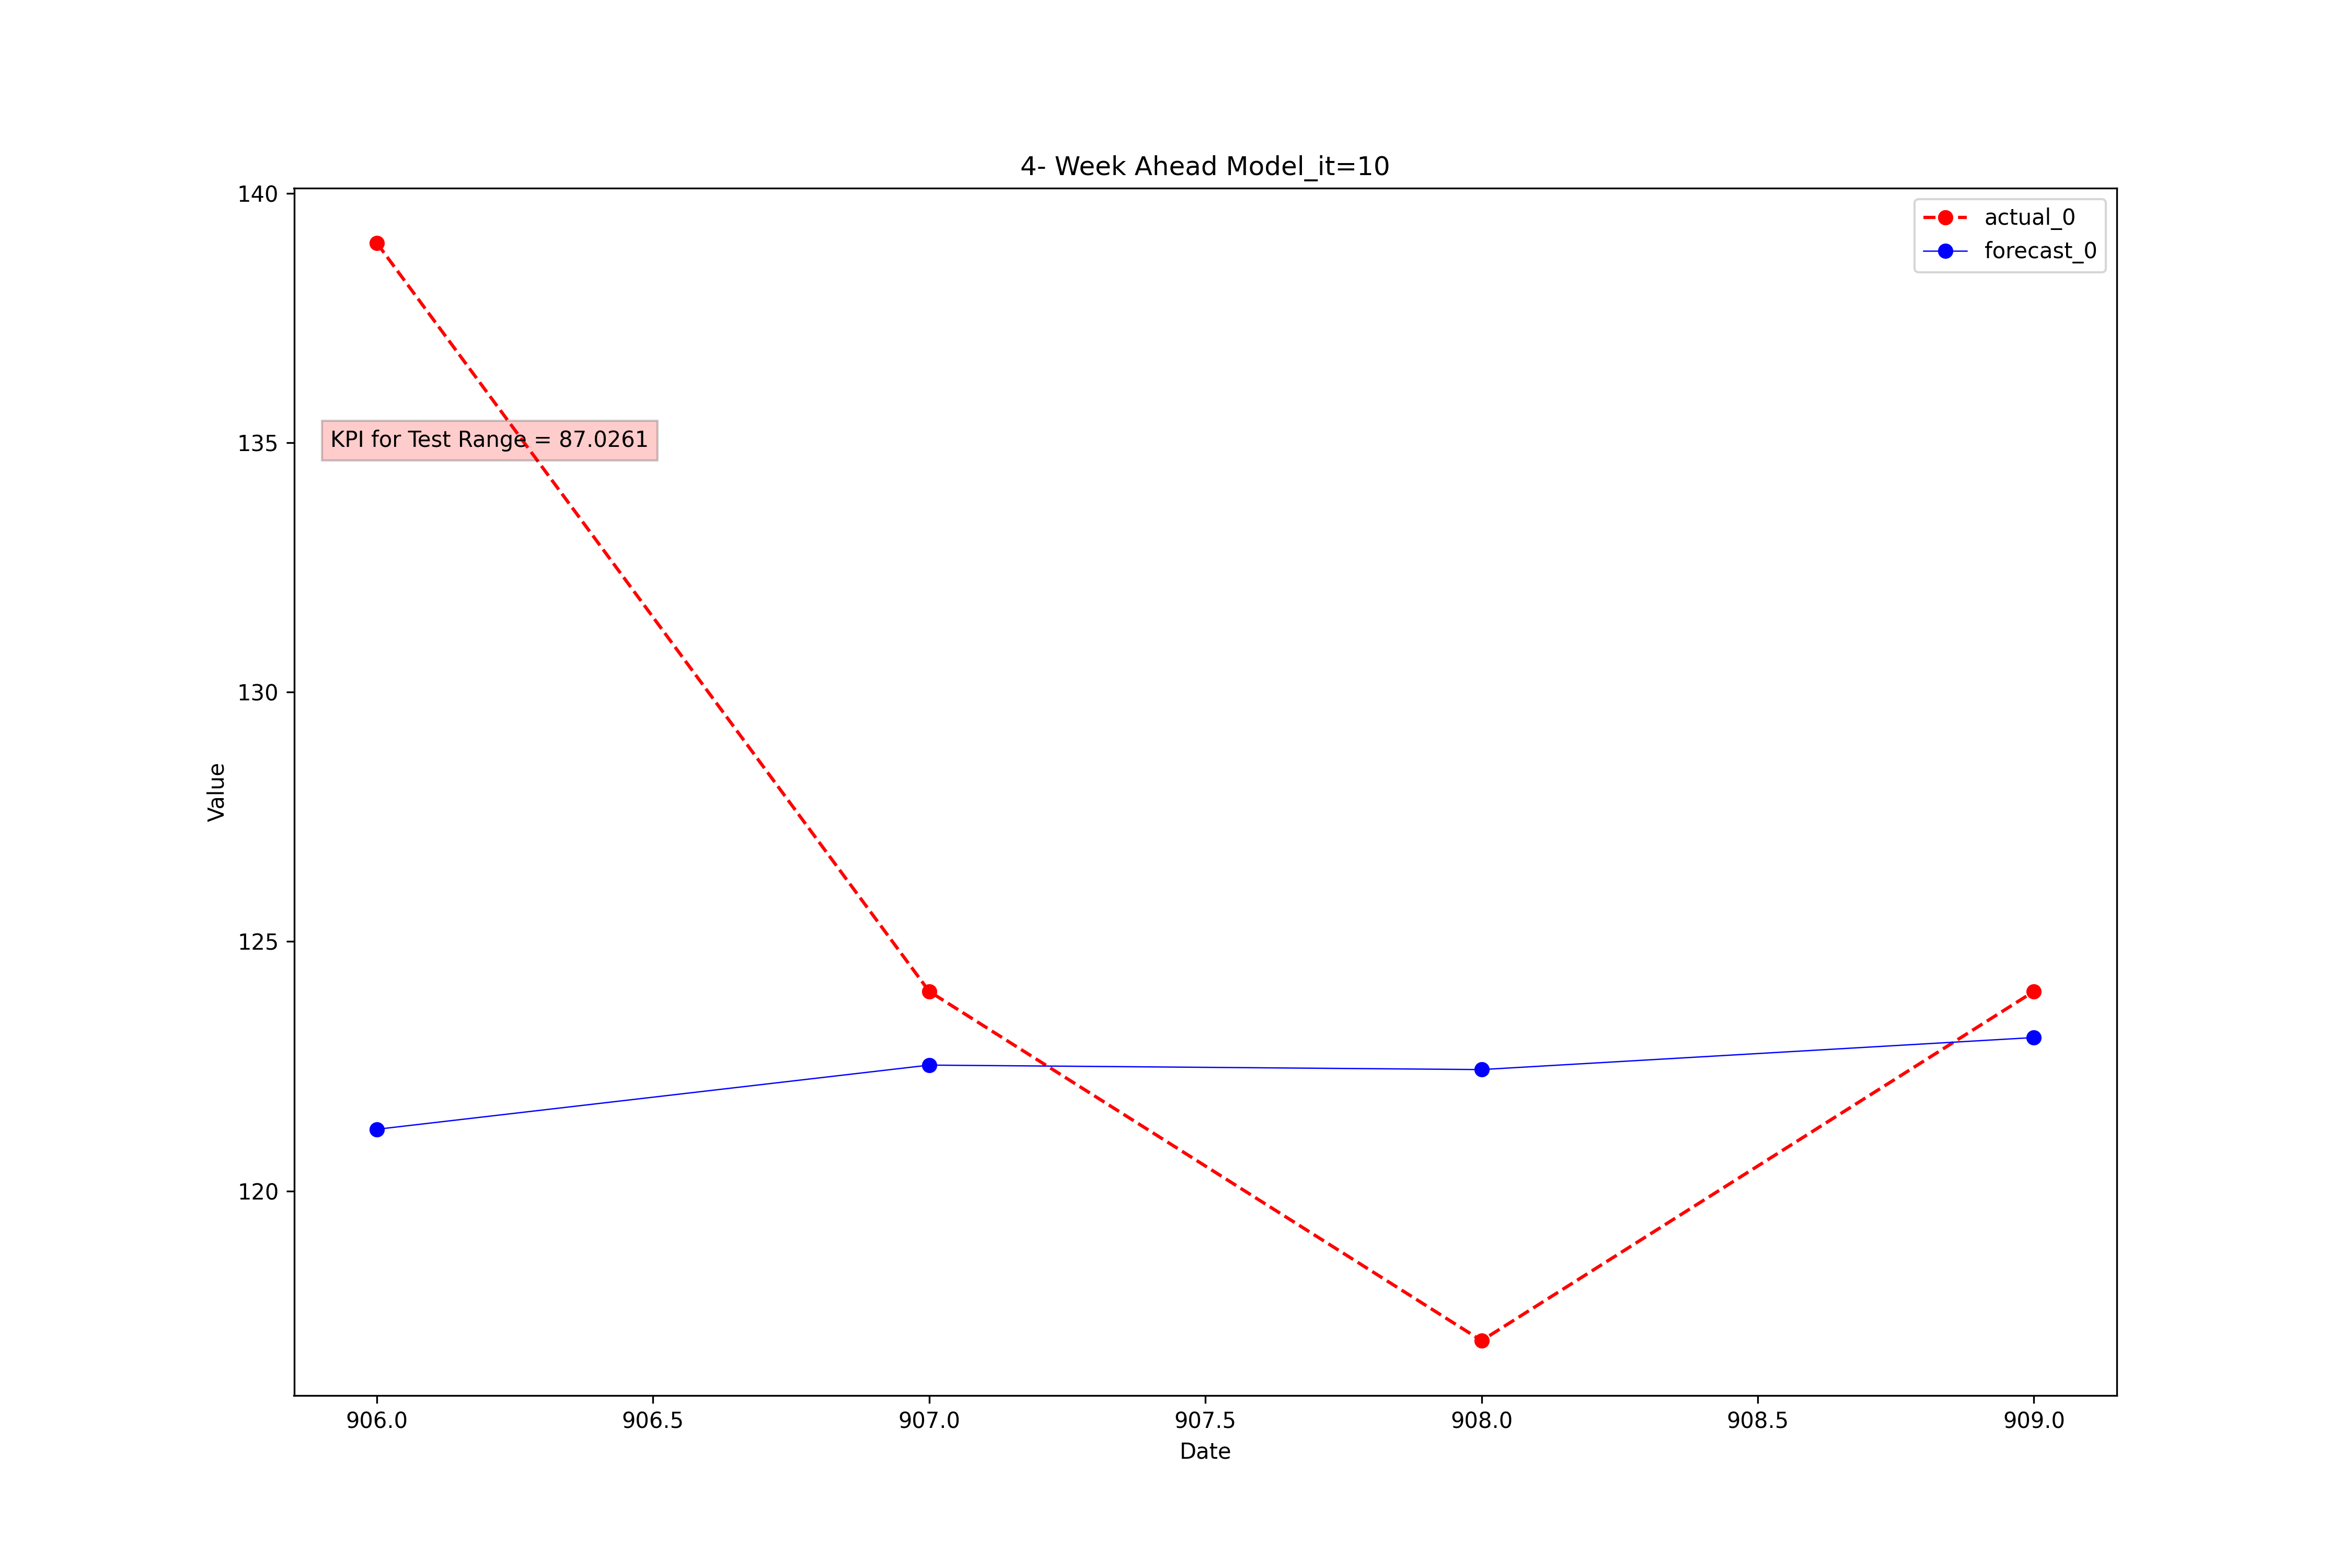 4- Week Ahead Model_it=10
actual_0
forecast_0
KPI for Test Range = 87.0261
Value
140
135
130
125
120
906.0 906.5 907.0 907.5 908.0 908.5 909.0
Date